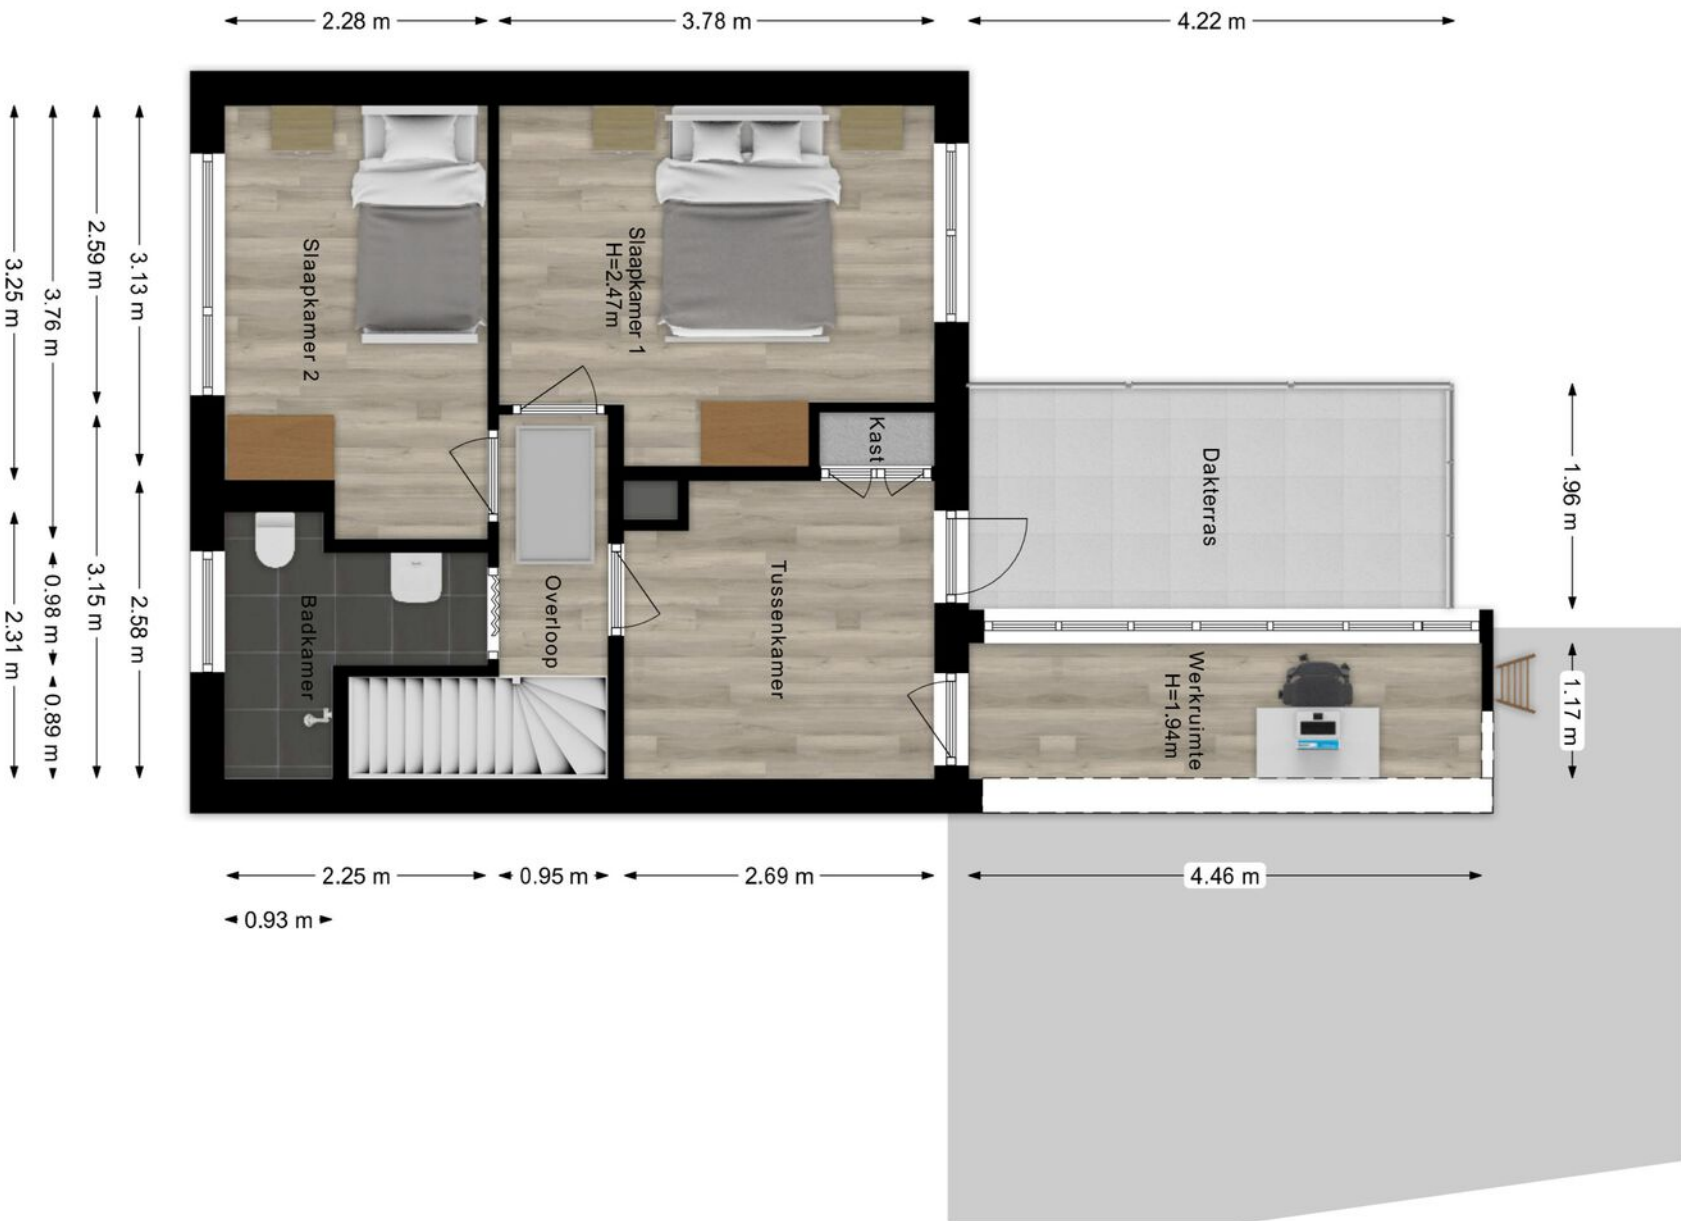 2.28 m
3.78 m
4.22 m
3.25 m
3.76 m
2.59 m
3.13 m
2.31 m
0.98 m
0.89 m
3.15 m
2.58 m
Slaapkamer 2
Slaapkamer 1
H=2.47m
Kast
Dakterras
Badkamer
Overloop
Tussenkamer
Werkruimte
H=1.94m
1.96 m
1.17 m
2.25 m
0.95 m
2.69 m
4.46 m
0.93 m